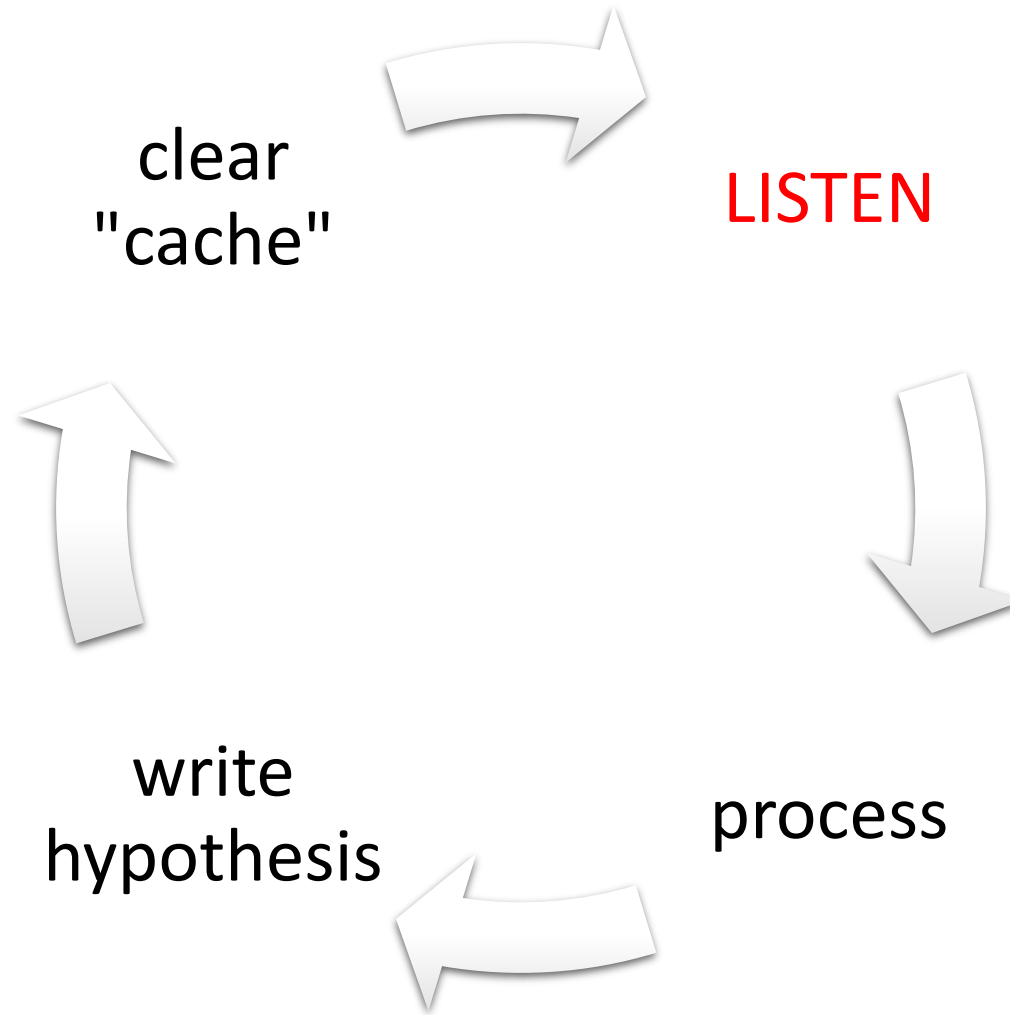 clear
"cache"
LISTEN
process
write
hypothesis